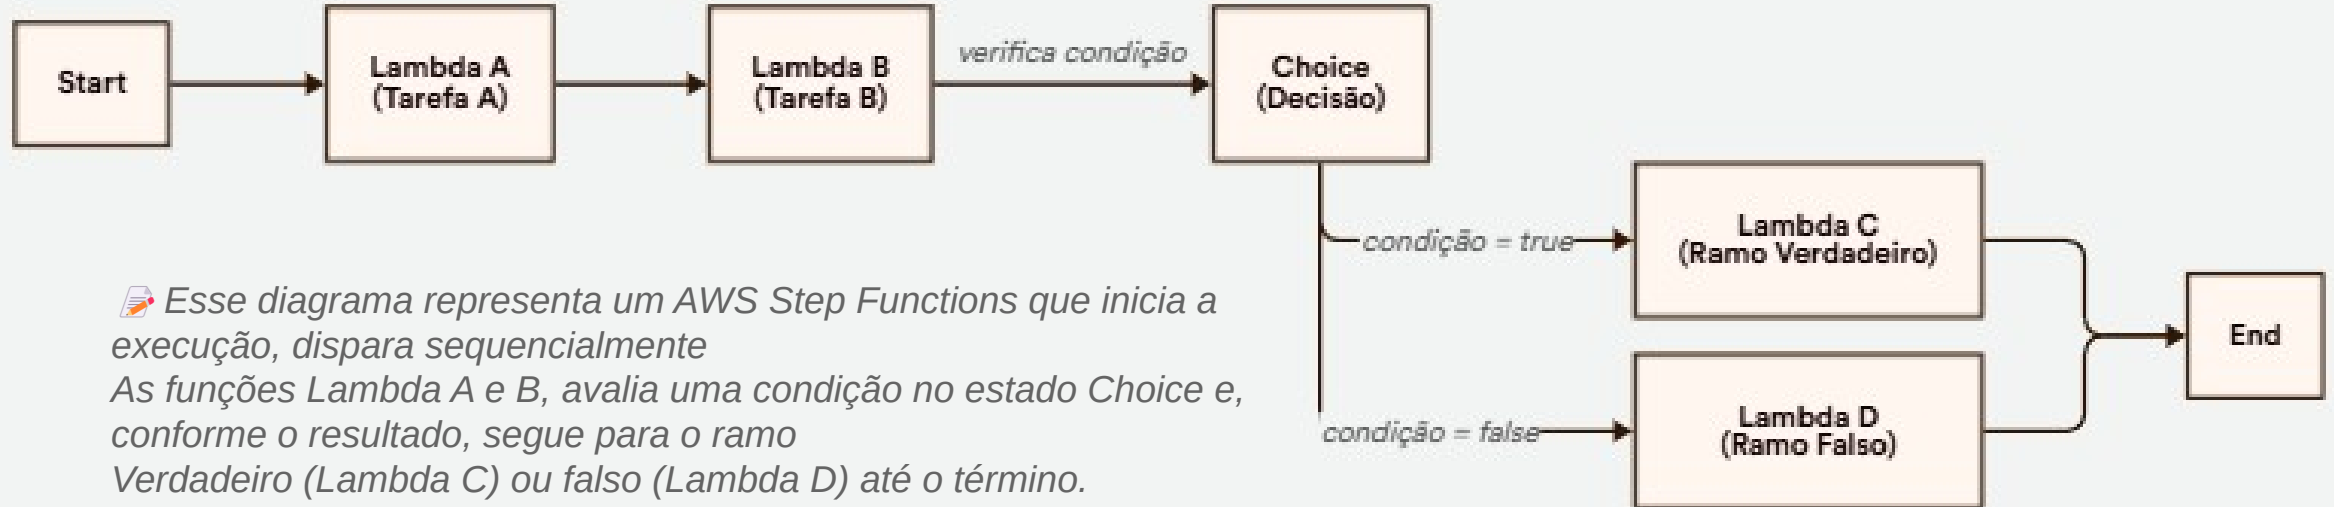 Start
Lambda A
(Tarefa A)
Lambda B
(Tarefa B)
verifica condição
Choice
(Decisão)
condição = true
Lambda C
(Ramo Verdadeiro)
condição = false
Lambda D
(Ramo Falso)
End
Esse diagrama representa um AWS Step Functions que inicia a
execução, dispara sequencialmente
As funções Lambda A e B, avalia uma condição no estado Choice e,
conforme o resultado, segue para o ramo
Verdadeiro (Lambda C) ou falso (Lambda D) até o término.